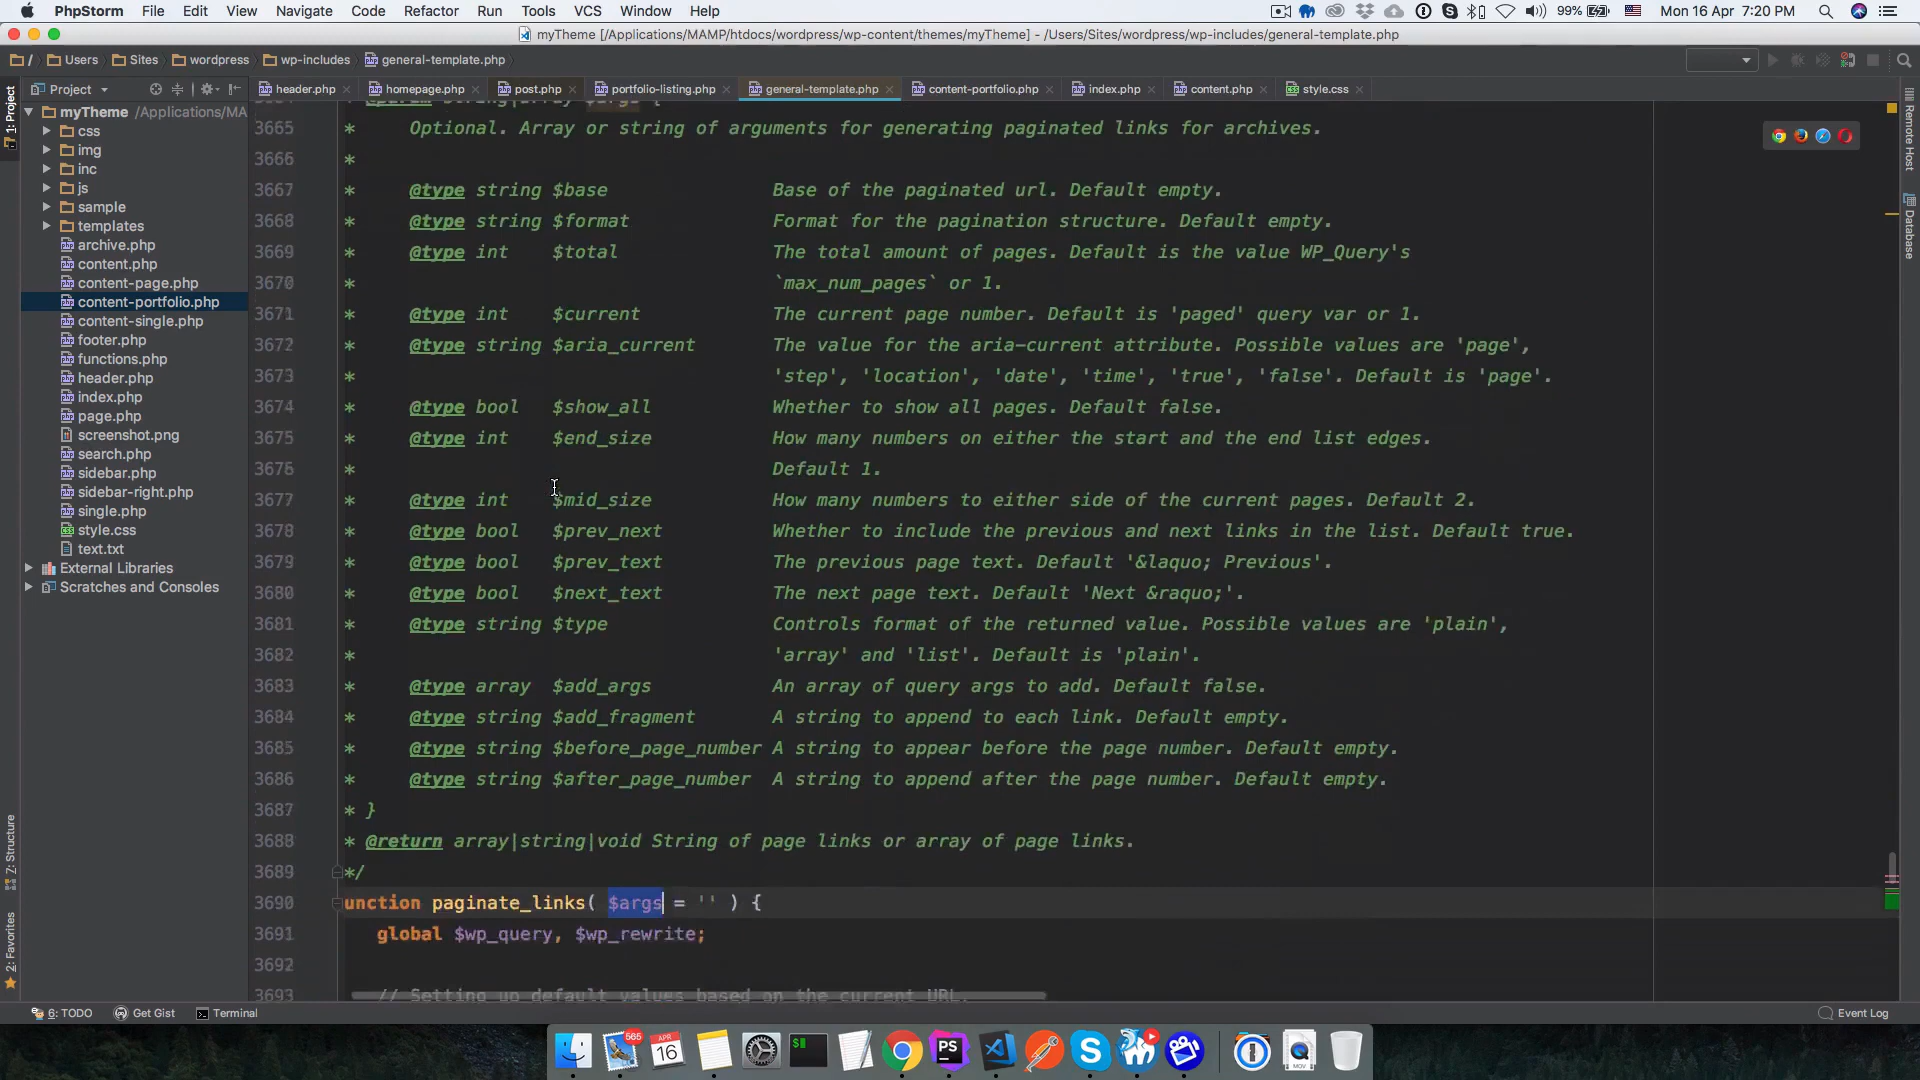 PhpStorm File Edit View Navigate Code Refactor Run Tools VCS Window Help 99% Mon 16 Apr 7:20 PM
myTheme [/Applications/MAMP/htdocs/wordpress/wp-content/themes/myTheme] - /Users/Sites/wordpress/wp-includes/general-template.php
/ Users Sites wordpress wp-includes general-template.php
Project header.php homepage.php post.php portfolio-listing.php general-template.php content-portfolio.php index.php content.php style.css
myTheme /Applications/MA
css
img
inc
js
sample
templates
archive.php
content.php
content-page.php
content-portfolio.php
content-single.php
footer.php
functions.php
header.php
index.php
page.php
screenshot.png
search.php
sidebar.php
sidebar-right.php
single.php
style.css
text.txt
External Libraries
Scratches and Consoles
1: Project
7: Structure
2: Favorites
3665 * Optional. Array or string of arguments for generating paginated links for archives.
3666 *
3667 * @type string $base Base of the paginated url. Default empty.
3668 * @type string $format Format for the pagination structure. Default empty.
3669 * @type int $total The total amount of pages. Default is the value WP_Query's
3670 * `max_num_pages` or 1.
3671 * @type int $current The current page number. Default is 'paged' query var or 1.
3672 * @type string $aria_current The value for the aria-current attribute. Possible values are 'page',
3673 * 'step', 'location', 'date', 'time', 'true', 'false'. Default is 'page'.
3674 * @type bool $show_all Whether to show all pages. Default false.
3675 * @type int $end_size How many numbers on either the start and the end list edges.
3676 * Default 1.
3677 * @type int $mid_size How many numbers to either side of the current pages. Default 2.
3678 * @type bool $prev_next Whether to include the previous and next links in the list. Default true.
3679 * @type bool $prev_text The previous page text. Default '&laquo; Previous'.
3680 * @type bool $next_text The next page text. Default 'Next &raquo;'.
3681 * @type string $type Controls format of the returned value. Possible values are 'plain',
3682 * 'array' and 'list'. Default is 'plain'.
3683 * @type array $add_args An array of query args to add. Default false.
3684 * @type string $add_fragment A string to append to each link. Default empty.
3685 * @type string $before_page_number A string to appear before the page number. Default empty.
3686 * @type string $after_page_number A string to append after the page number. Default empty.
3687 * }
3688 * @return array|string|void String of page links or array of page links.
3689 */
3690 unction paginate_links( $args = '' ) {
3691 global $wp_query, $wp_rewrite;
3692
3693 // Setting up default values based on the current URL.
Remote Host
Database
6: TODO Get Gist Terminal Event Log
565
APR
16
PS
MOV